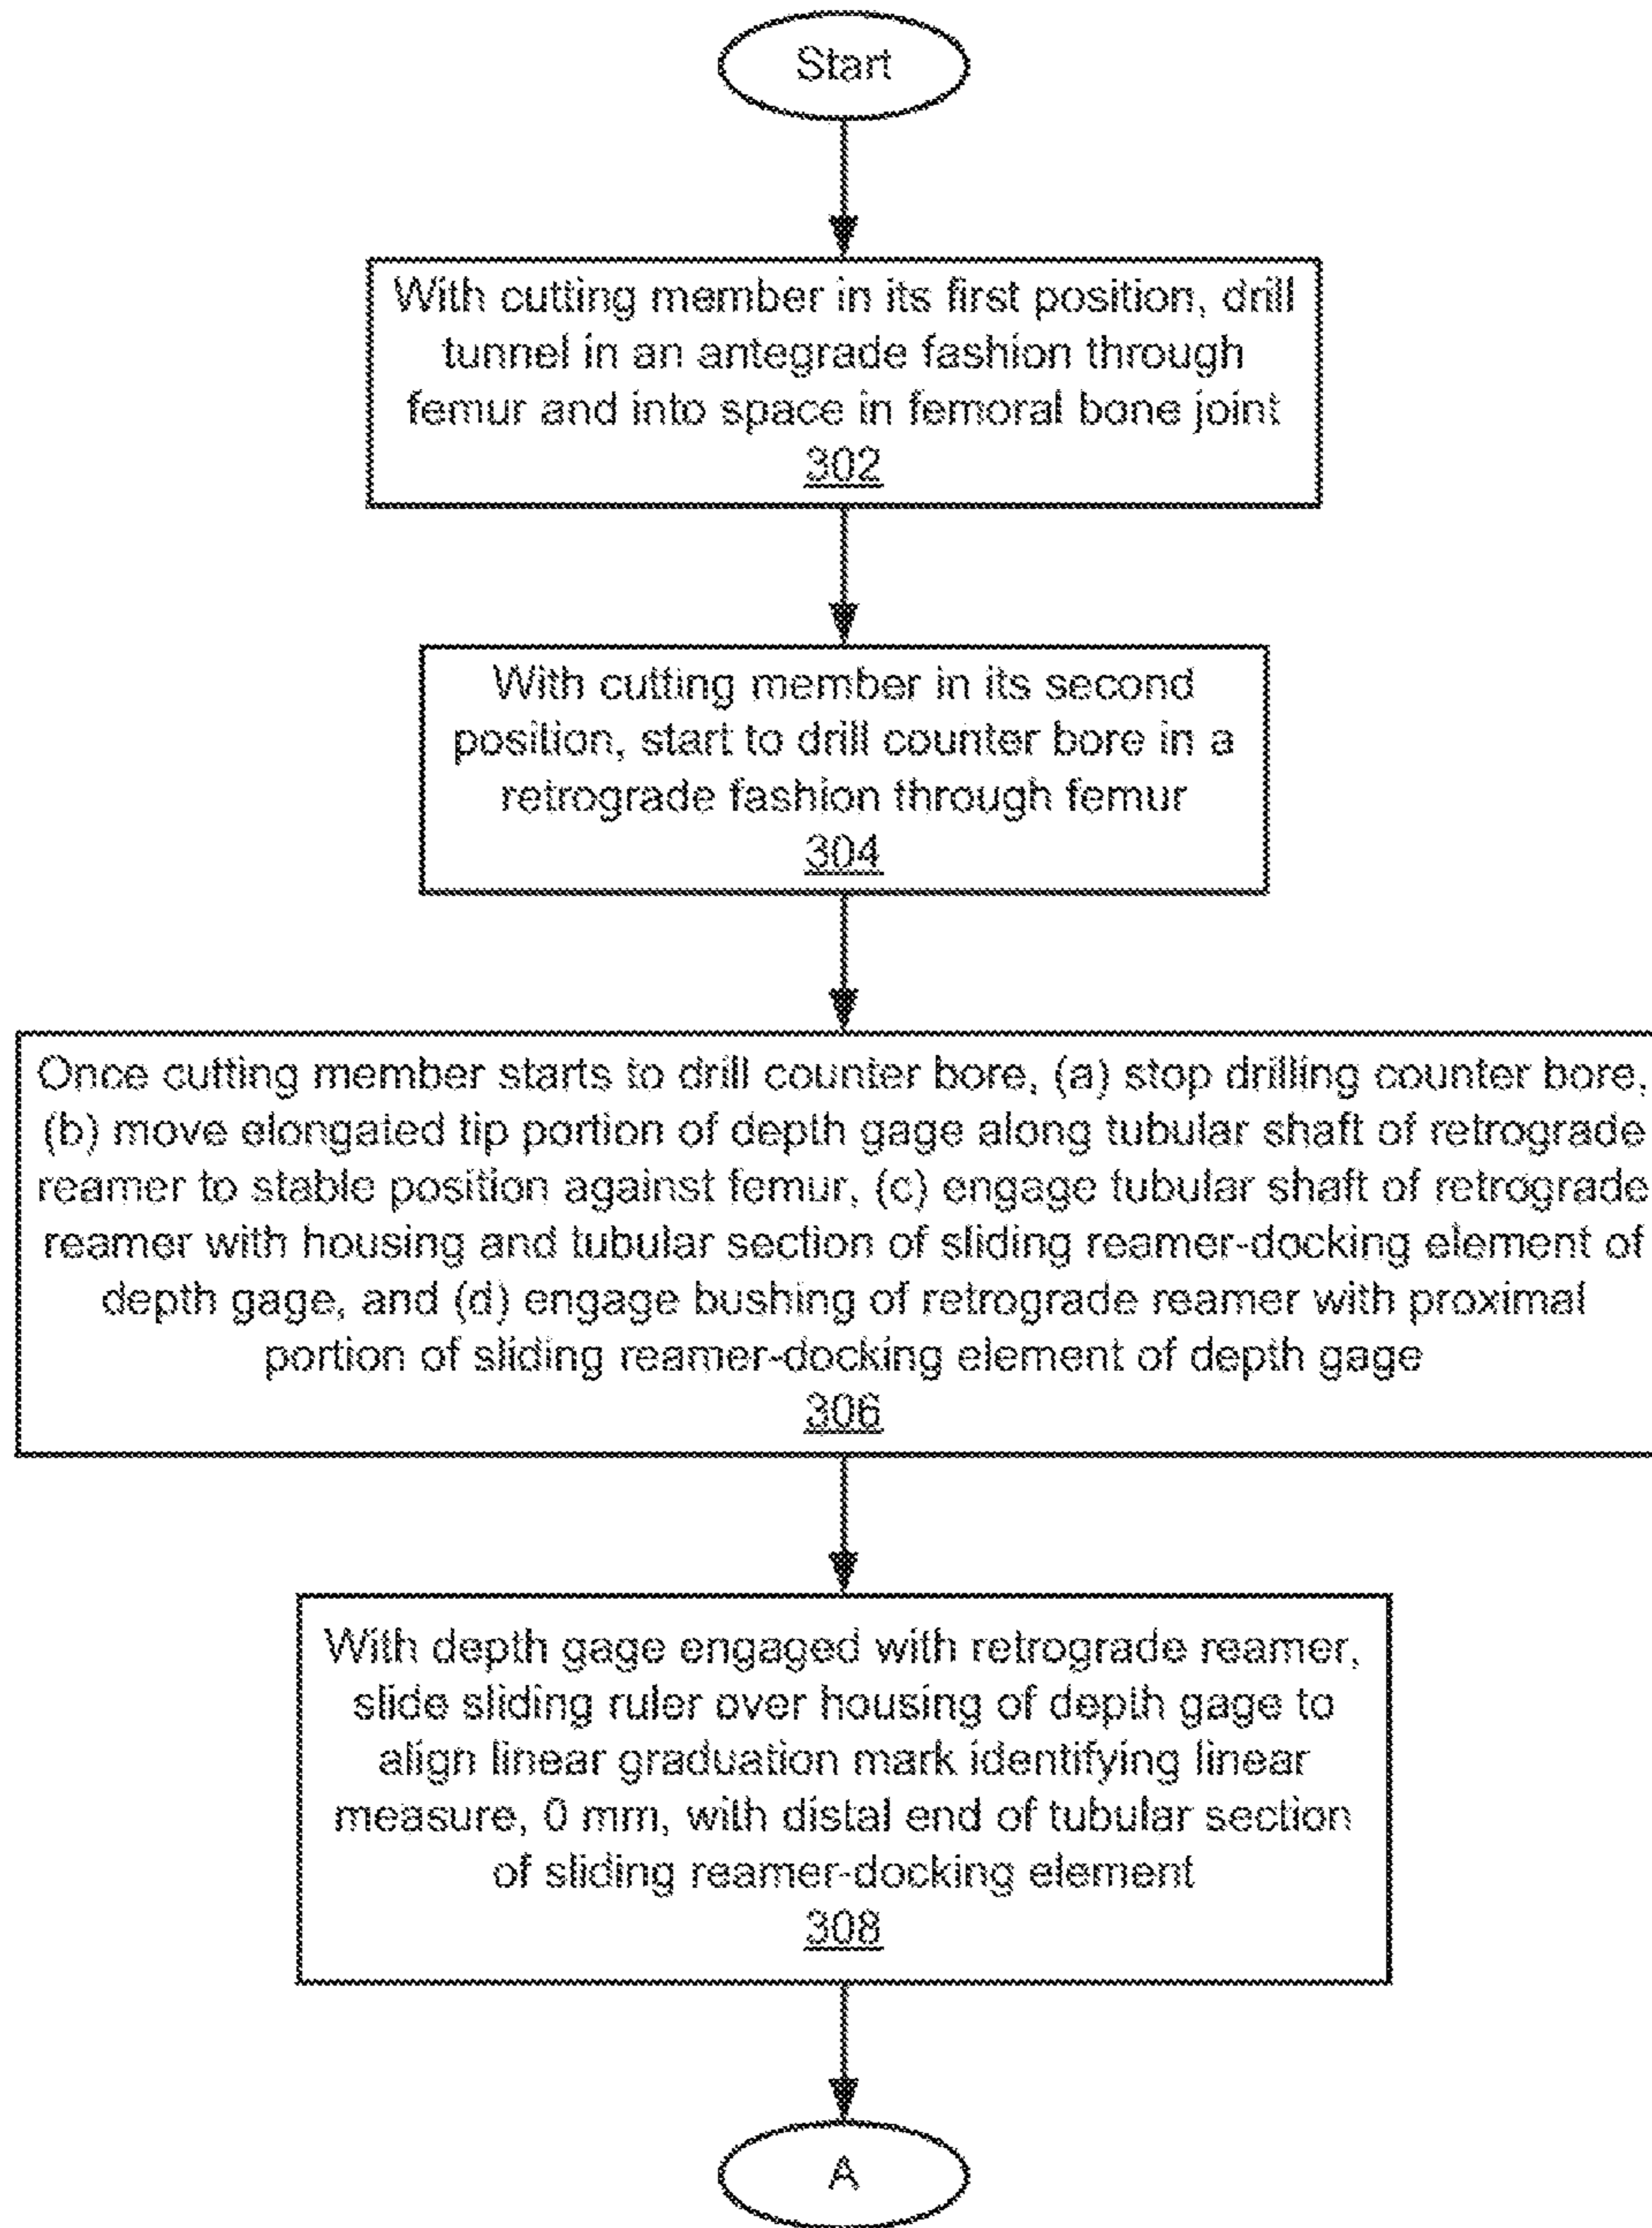 Start
With cutting member in its first position, drill
tunnel in an antegrade fashion through
femur and into space in femoral bone joint
302
With cutting member in its second
position, start to drill counter bore in a
retrograde fashion through femur
304
Once cutting member starts to drill counter bore, (a) stop drilling counter bore,
(b) move elongated tip portion of depth gage along tubular shaft of retrograde
reamer to stable position against femur, (c) engage tubular shaft of retrograde
reamer with housing and tubular section of sliding reamer-docking element of
depth gage, and (d) engage bushing of retrograde reamer with proximal
portion of sliding reamer-docking element of depth gage
306
With depth gage engaged with retrograde reamer,
slide sliding ruler over housing of depth gage to
align linear graduation mark identifying linear
measure, 0 mm, with distal end of tubular section
of sliding reamer-docking element
308
A